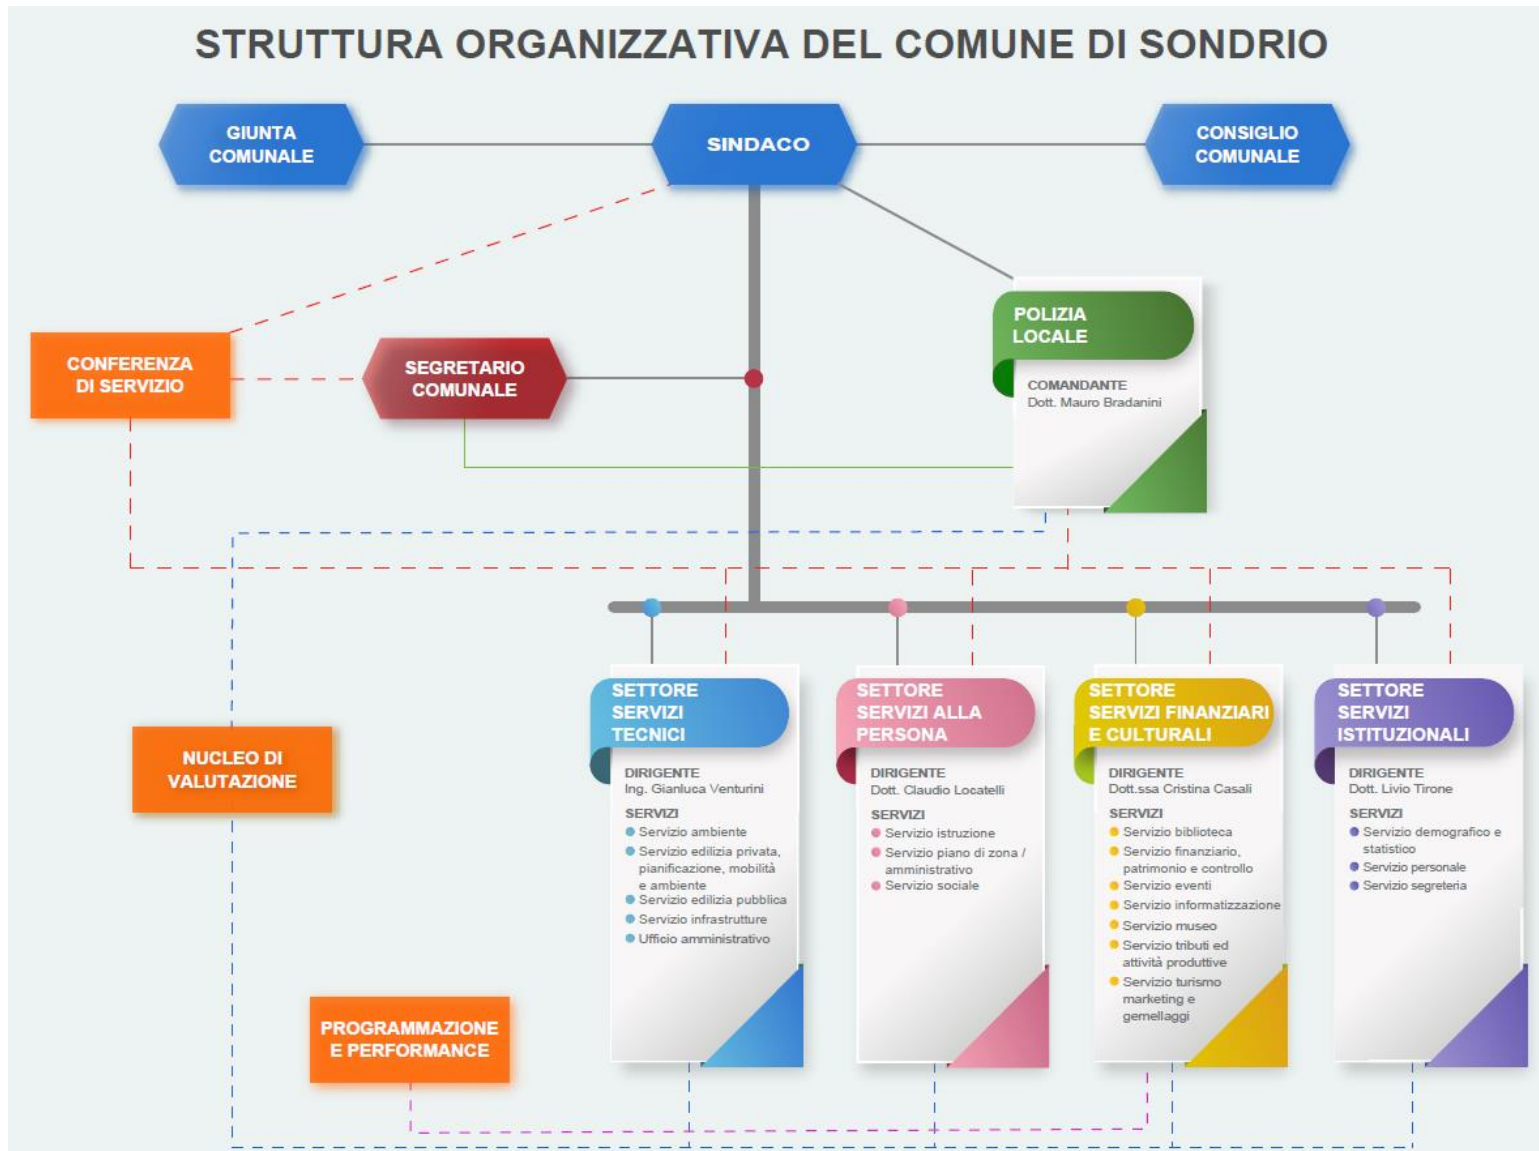 STRUTTURA ORGANIZZATIVA DEL COMUNE DI SONDRIO
GIUNTA
COMUNALE
SINDACO
CONSIGLIO
COMUNALE
POLIZIA
LOCALE
COMANDANTE
Dott. Mauro Bradanini
CONFERENZA
DI SERVIZIO
SEGRETARIO
COMUNALE
NUCLEO DI
VALUTAZIONE
PROGRAMMAZIONE
E PERFORMANCE
SETTORE
SERVIZI
TECNICI
DIRIGENTE
Ing. Gianluca Venturini
SERVIZI
Servizio ambiente
Servizio edilizia privata,
pianificazione, mobilità
e ambiente
Servizio edilizia pubblica
Servizio infrastrutture
Ufficio amministrativo
SETTORE
SERVIZI ALLA
PERSONA
DIRIGENTE
Dott. Claudio Locatelli
SERVIZI
Servizio istruzione
Servizio piano di zona /
amministrativo
Servizio sociale
SETTORE
SERVIZI FINANZIARI
E CULTURALI
DIRIGENTE
Dott.ssa Cristina Casali
SERVIZI
Servizio biblioteca
Servizio finanziario,
patrimonio e controllo
Servizio eventi
Servizio informatizzazione
Servizio museo
Servizio tributi ed
attività produttive
Servizio turismo
marketing e
gemellaggi
SETTORE
SERVIZI
ISTITUZIONALI
DIRIGENTE
Dott. Livio Tirone
SERVIZI
Servizio demografico e
statistico
Servizio personale
Servizio segreteria